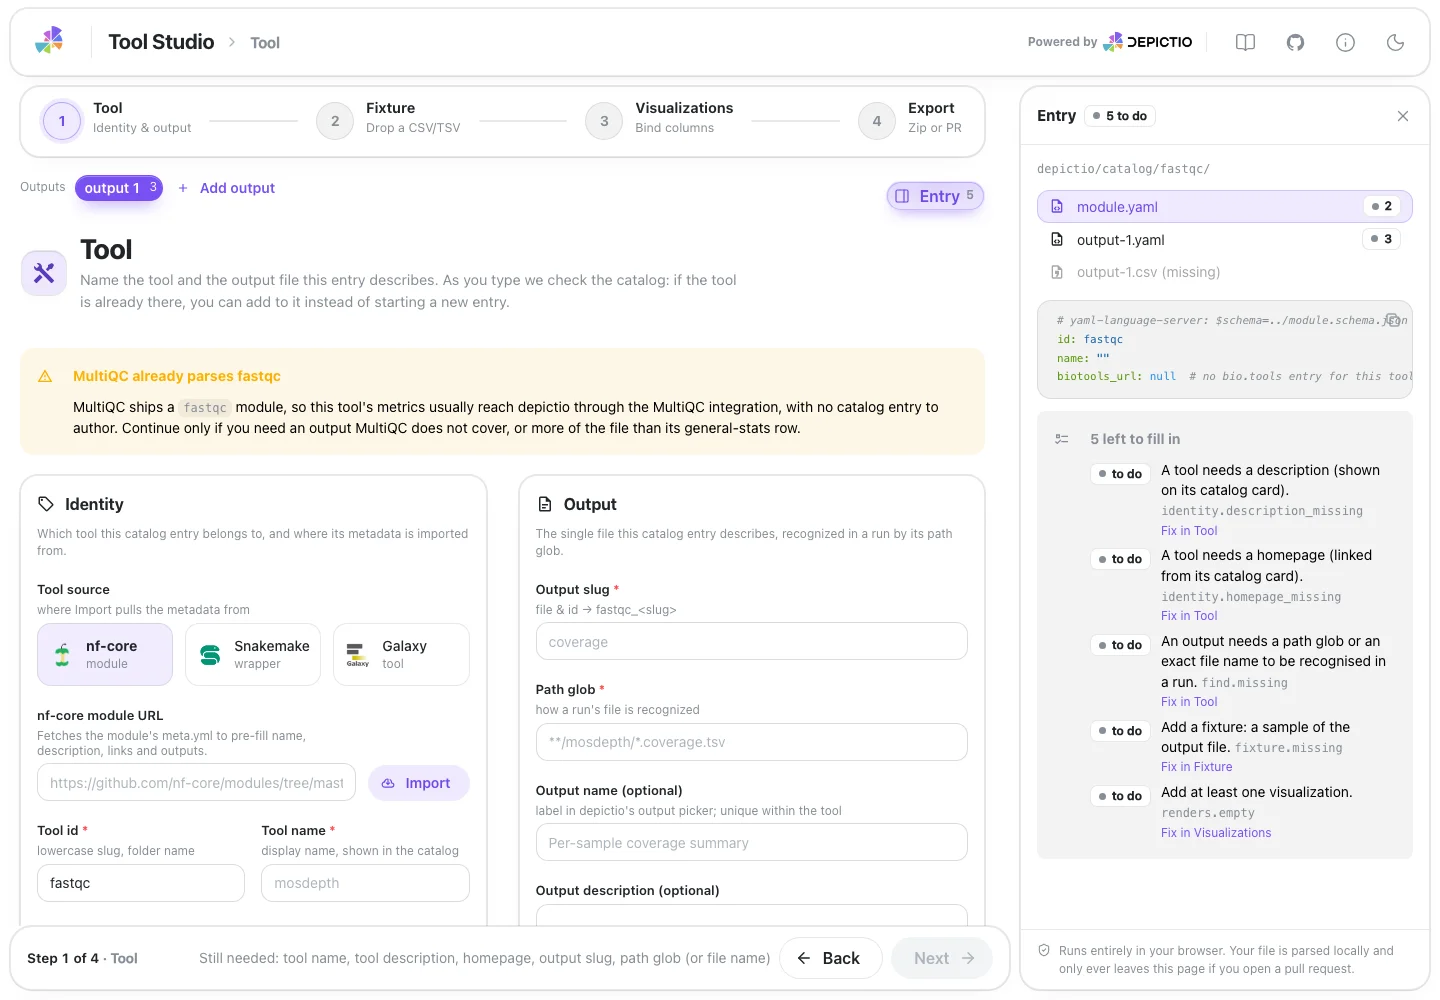 Tool Studio > Tool
Powered by DEPICTIO
1 Tool
Identity & output
2 Fixture
Drop a CSV/TSV
3 Visualizations
Bind columns
4 Export
Zip or PR
Outputs output 1 3 + Add output
Entry 5
Tool
Name the tool and the output file this entry describes. As you type we check the catalog: if the tool
is already there, you can add to it instead of starting a new entry.
MultiQC already parses fastqc
MultiQC ships a fastqc module, so this tool's metrics usually reach depictio through the MultiQC integration, with no catalog entry to
author. Continue only if you need an output MultiQC does not cover, or more of the file than its general-stats row.
Identity
Which tool this catalog entry belongs to, and where its metadata is imported
from.
Tool source
where Import pulls the metadata from
nf-core
module
Snakemake
wrapper
Galaxy
Galaxy
tool
nf-core module URL
Fetches the module's meta.yml to pre-fill name,
description, links and outputs.
https://github.com/nf-core/modules/tree/mast
Import
Tool id *
lowercase slug, folder name
fastqc
Tool name *
display name, shown in the catalog
mosdepth
Output
The single file this catalog entry describes, recognized in a run by its path
glob.
Output slug *
file & id → fastqc_<slug>
coverage
Path glob *
how a run's file is recognized
**/mosdepth/*.coverage.tsv
Output name (optional)
label in depictio's output picker; unique within the tool
Per-sample coverage summary
Output description (optional)
Step 1 of 4 · Tool
Still needed: tool name, tool description, homepage, output slug, path glob (or file name)
← Back
Next →
Entry 5 to do
depictio/catalog/fastqc/
module.yaml 2
output-1.yaml 3
output-1.csv (missing)
# yaml-language-server: $schema=../module.schema.json
id: fastqc
name: ""
biotools_url: null # no bio.tools entry for this tool
5 left to fill in
to do A tool needs a description (shown
on its catalog card).
identity.description_missing
Fix in Tool
to do A tool needs a homepage (linked
from its catalog card).
identity.homepage_missing
Fix in Tool
to do An output needs a path glob or an
exact file name to be recognised in
a run. find.missing
Fix in Tool
to do Add a fixture: a sample of the
output file. fixture.missing
Fix in Fixture
to do Add at least one visualization.
renders.empty
Fix in Visualizations
Runs entirely in your browser. Your file is parsed locally and
only ever leaves this page if you open a pull request.